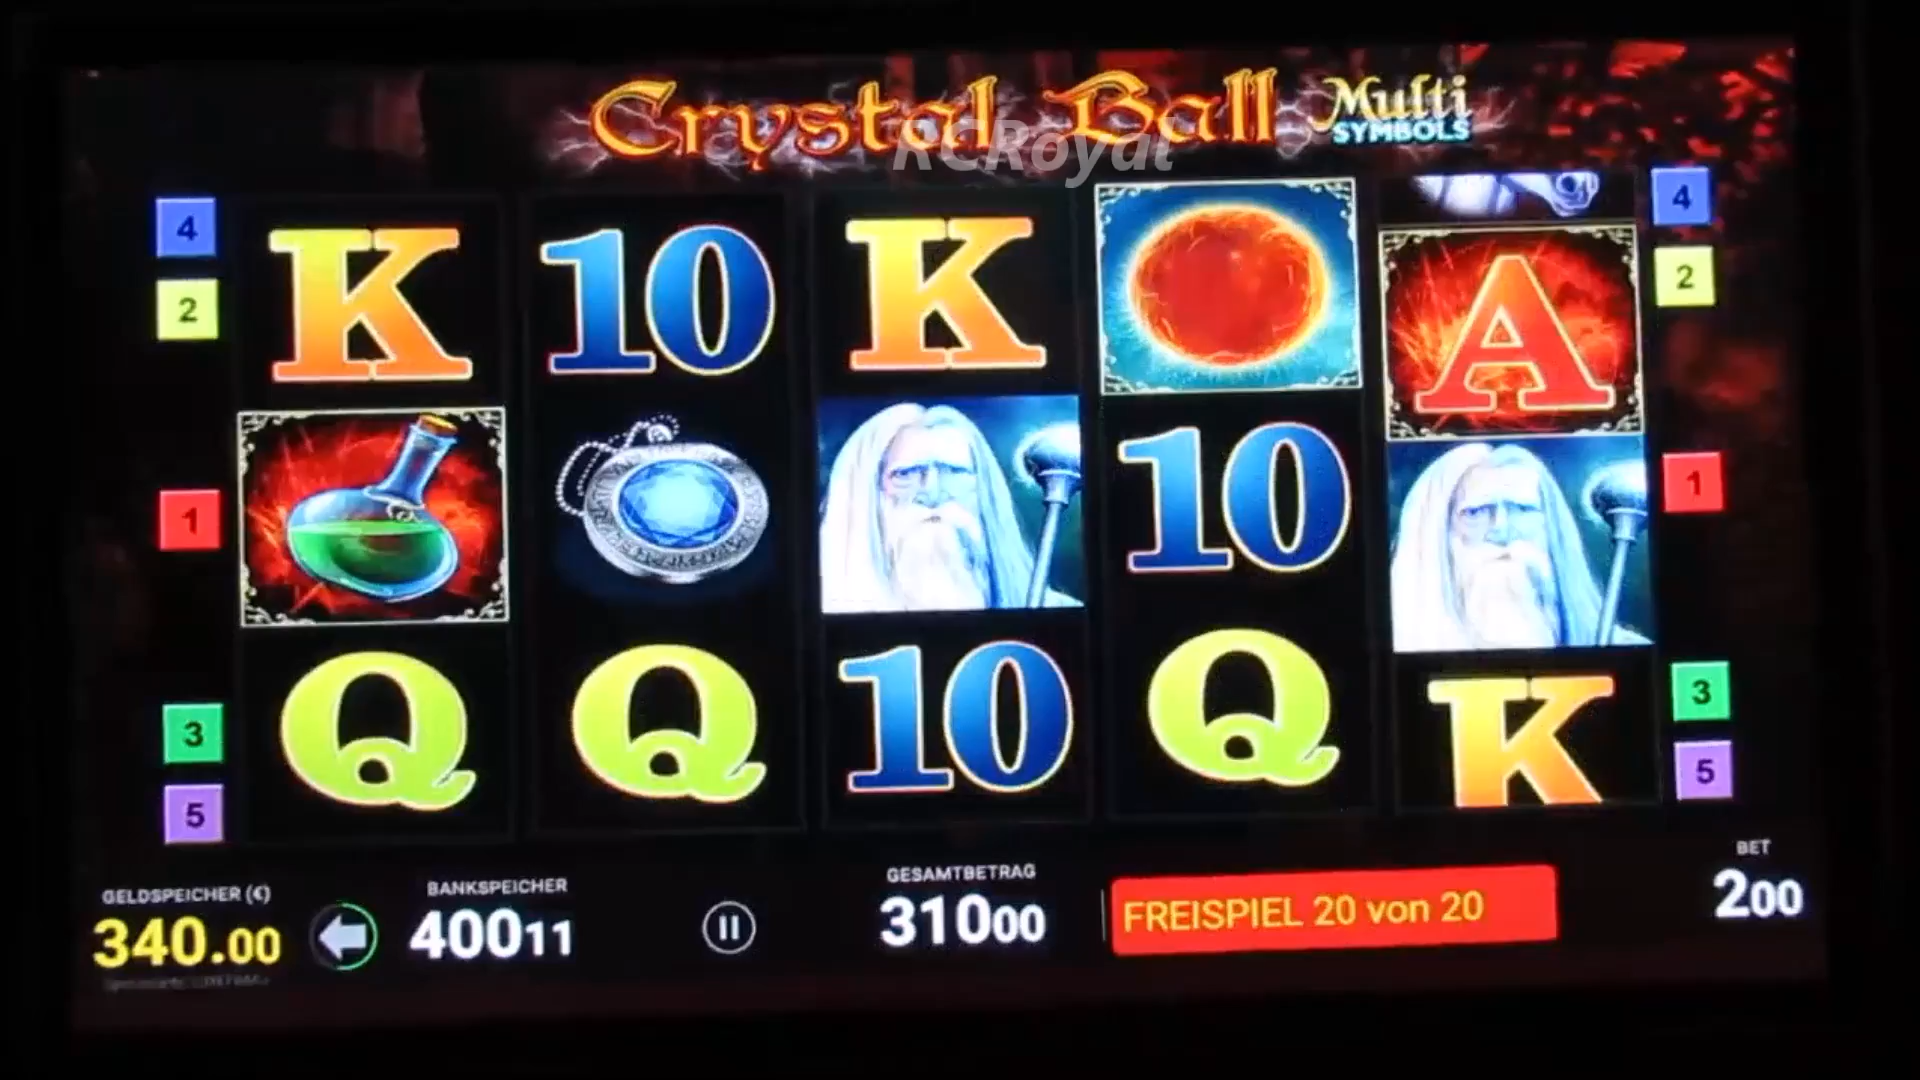 Crystal Ball Multi
SYMBOLS
RCRoyal
4 4
K 10 K
2 A 2
1 10 1
Q Q 10 Q K
3 3
5 5
GELDSPEICHER (€) BANKSPEICHER GESAMTBETRAG BET
340.00 40011 31000 FREISPIEL 20 von 20 200